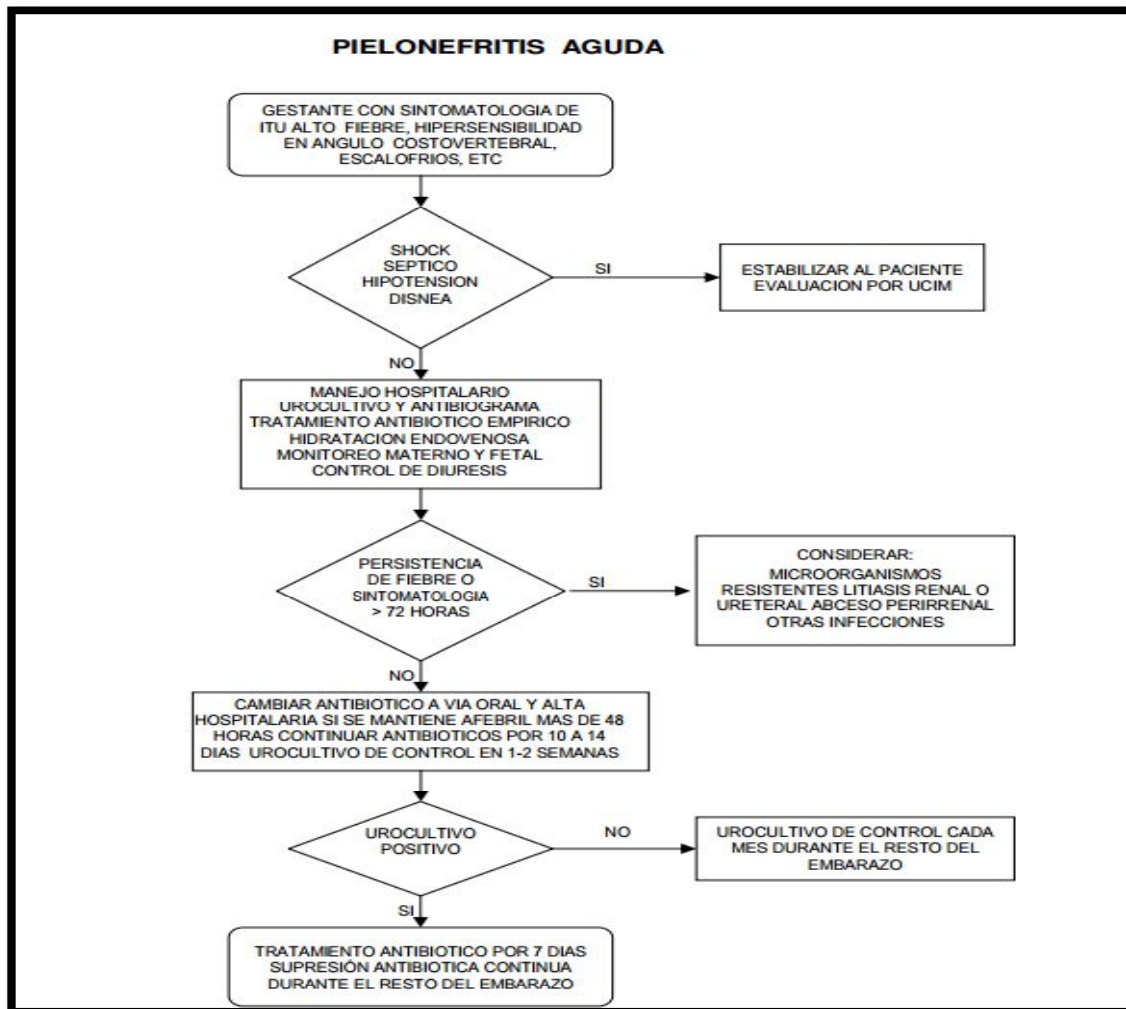 PIELONEFRITIS AGUDA
GESTANTE CON SINTOMATOLOGIA DE
ITU ALTO FIEBRE, HIPERSENSIBILIDAD
EN ANGULO COSTOVERTEBRAL,
ESCALOFRIOS, ETC
SHOCK
SEPTICO
HIPOTENSION
DISNEA
SI
ESTABILIZAR AL PACIENTE
EVALUACION POR UCIM
NO
MANEJO HOSPITALARIO
UROCULTIVO Y ANTIBIOGRAMA
TRATAMIENTO ANTIBIOTICO EMPIRICO
HIDRATACION ENDOVENOSA
MONITOREO MATERNO Y FETAL
CONTROL DE DIURESIS
PERSISTENCIA
DE FIEBRE O
SINTOMATOLOGIA
> 72 HORAS
SI
CONSIDERAR:
MICROORGANISMOS
RESISTENTES LITIASIS RENAL O
URETERAL ABCESO PERIRRENAL
OTRAS INFECCIONES
NO
CAMBIAR ANTIBIOTICO A VIA ORAL Y ALTA
HOSPITALARIA SI SE MANTIENE AFEBRIL MAS DE 48
HORAS CONTINUAR ANTIBIOTICOS POR 10 A 14
DIAS UROCULTIVO DE CONTROL EN 1-2 SEMANAS
UROCULTIVO
POSITIVO
NO
UROCULTIVO DE CONTROL CADA
MES DURANTE EL RESTO DEL
EMBARAZO
SI
TRATAMIENTO ANTIBIOTICO POR 7 DIAS
SUPRESIÓN ANTIBIOTICA CONTINUA
DURANTE EL RESTO DEL EMBARAZO